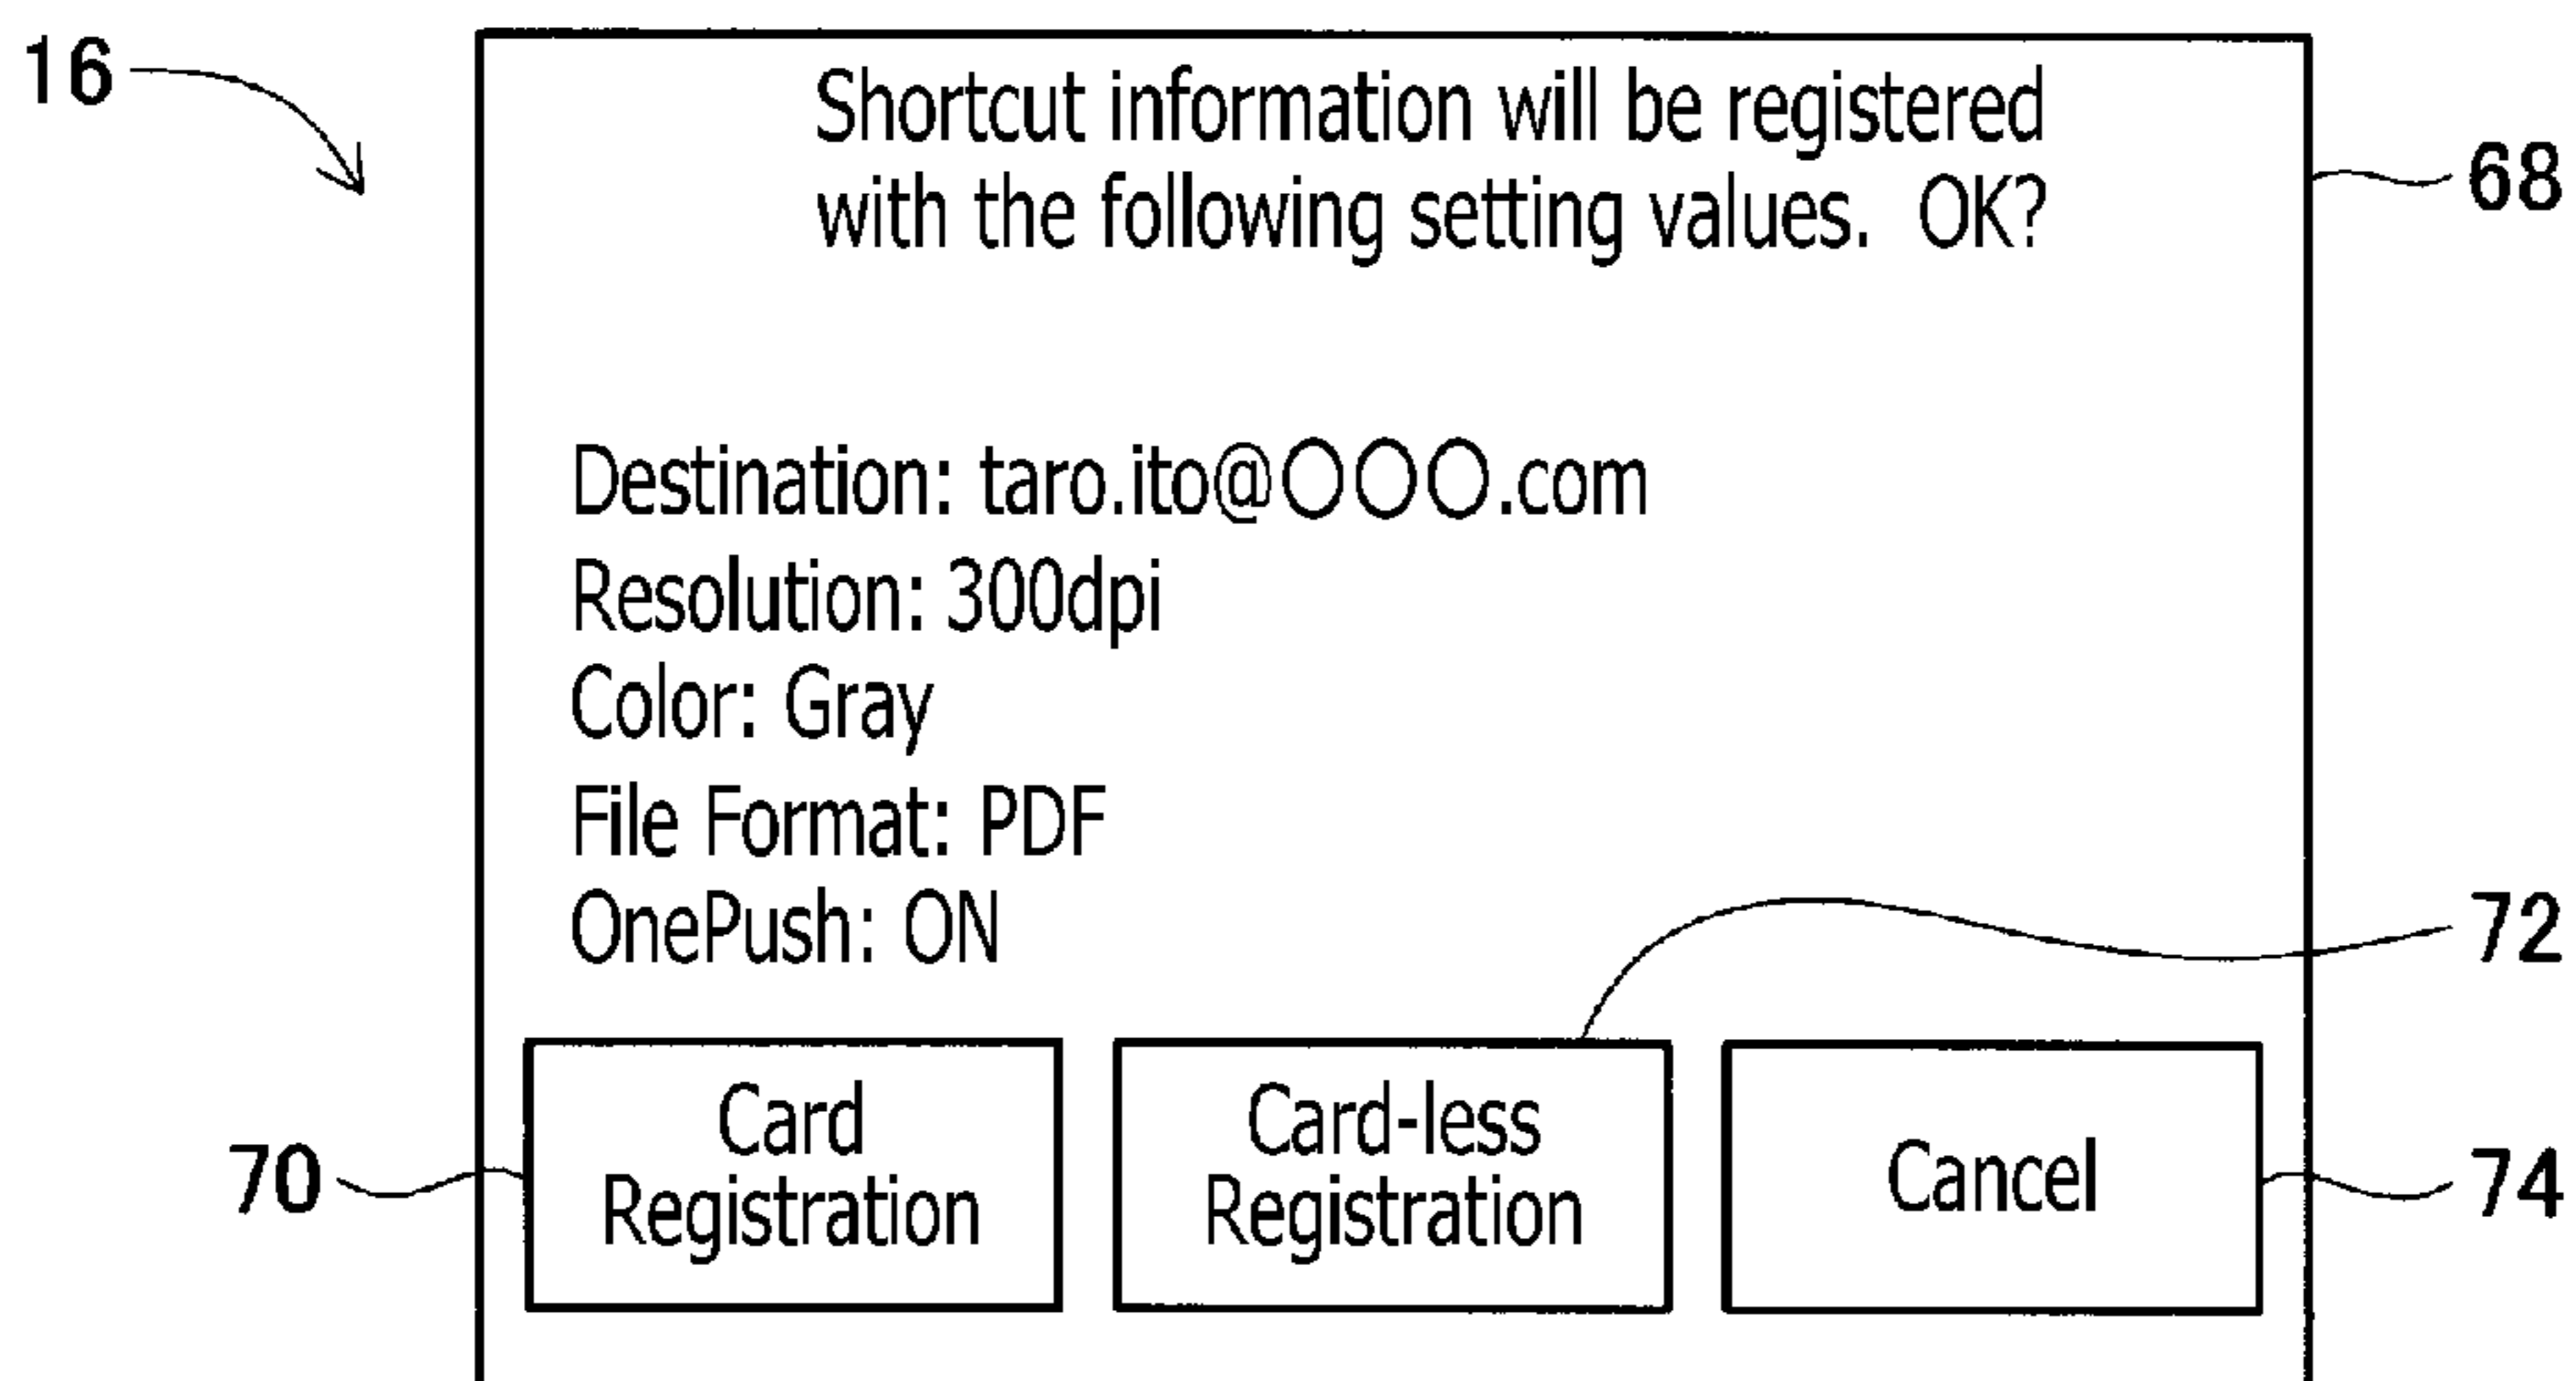 16
Shortcut information will be registered
with the following setting values. OK?
68
Destination: taro.ito@○○○.com
Resolution: 300dpi
Color: Gray
File Format: PDF
OnePush: ON
72
Card
Registration
Card-less
Registration
Cancel
70
74